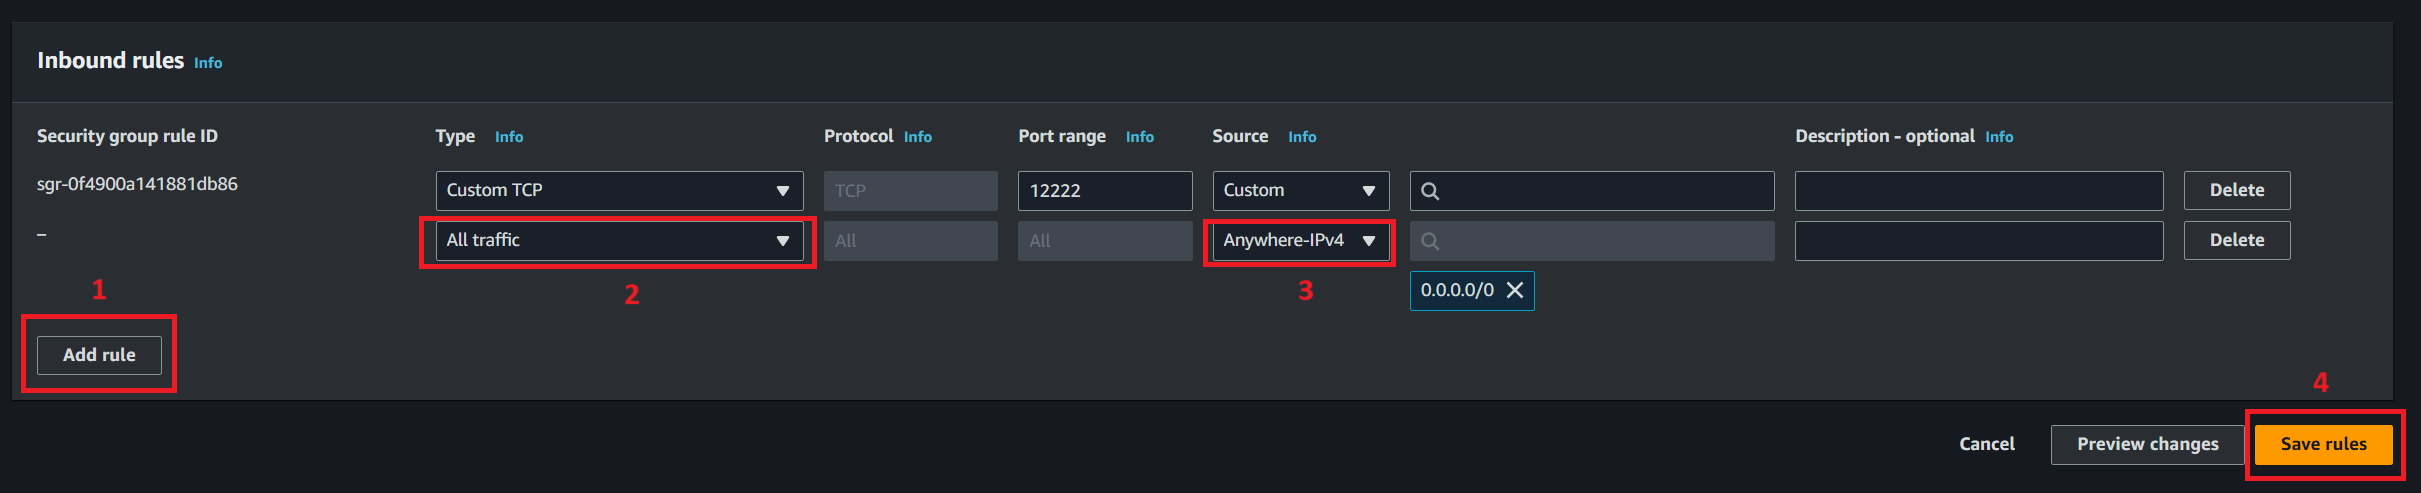 Inbound rules Info
Security group rule ID Type Info Protocol Info Port range Info Source Info Description - optional Info
sgr-0f4900a141881db86 Custom TCP TCP 12222 Custom Delete
– All traffic All All Anywhere-IPv4 Delete
1 2 3 0.0.0.0/0
Add rule
4
Cancel Preview changes Save rules